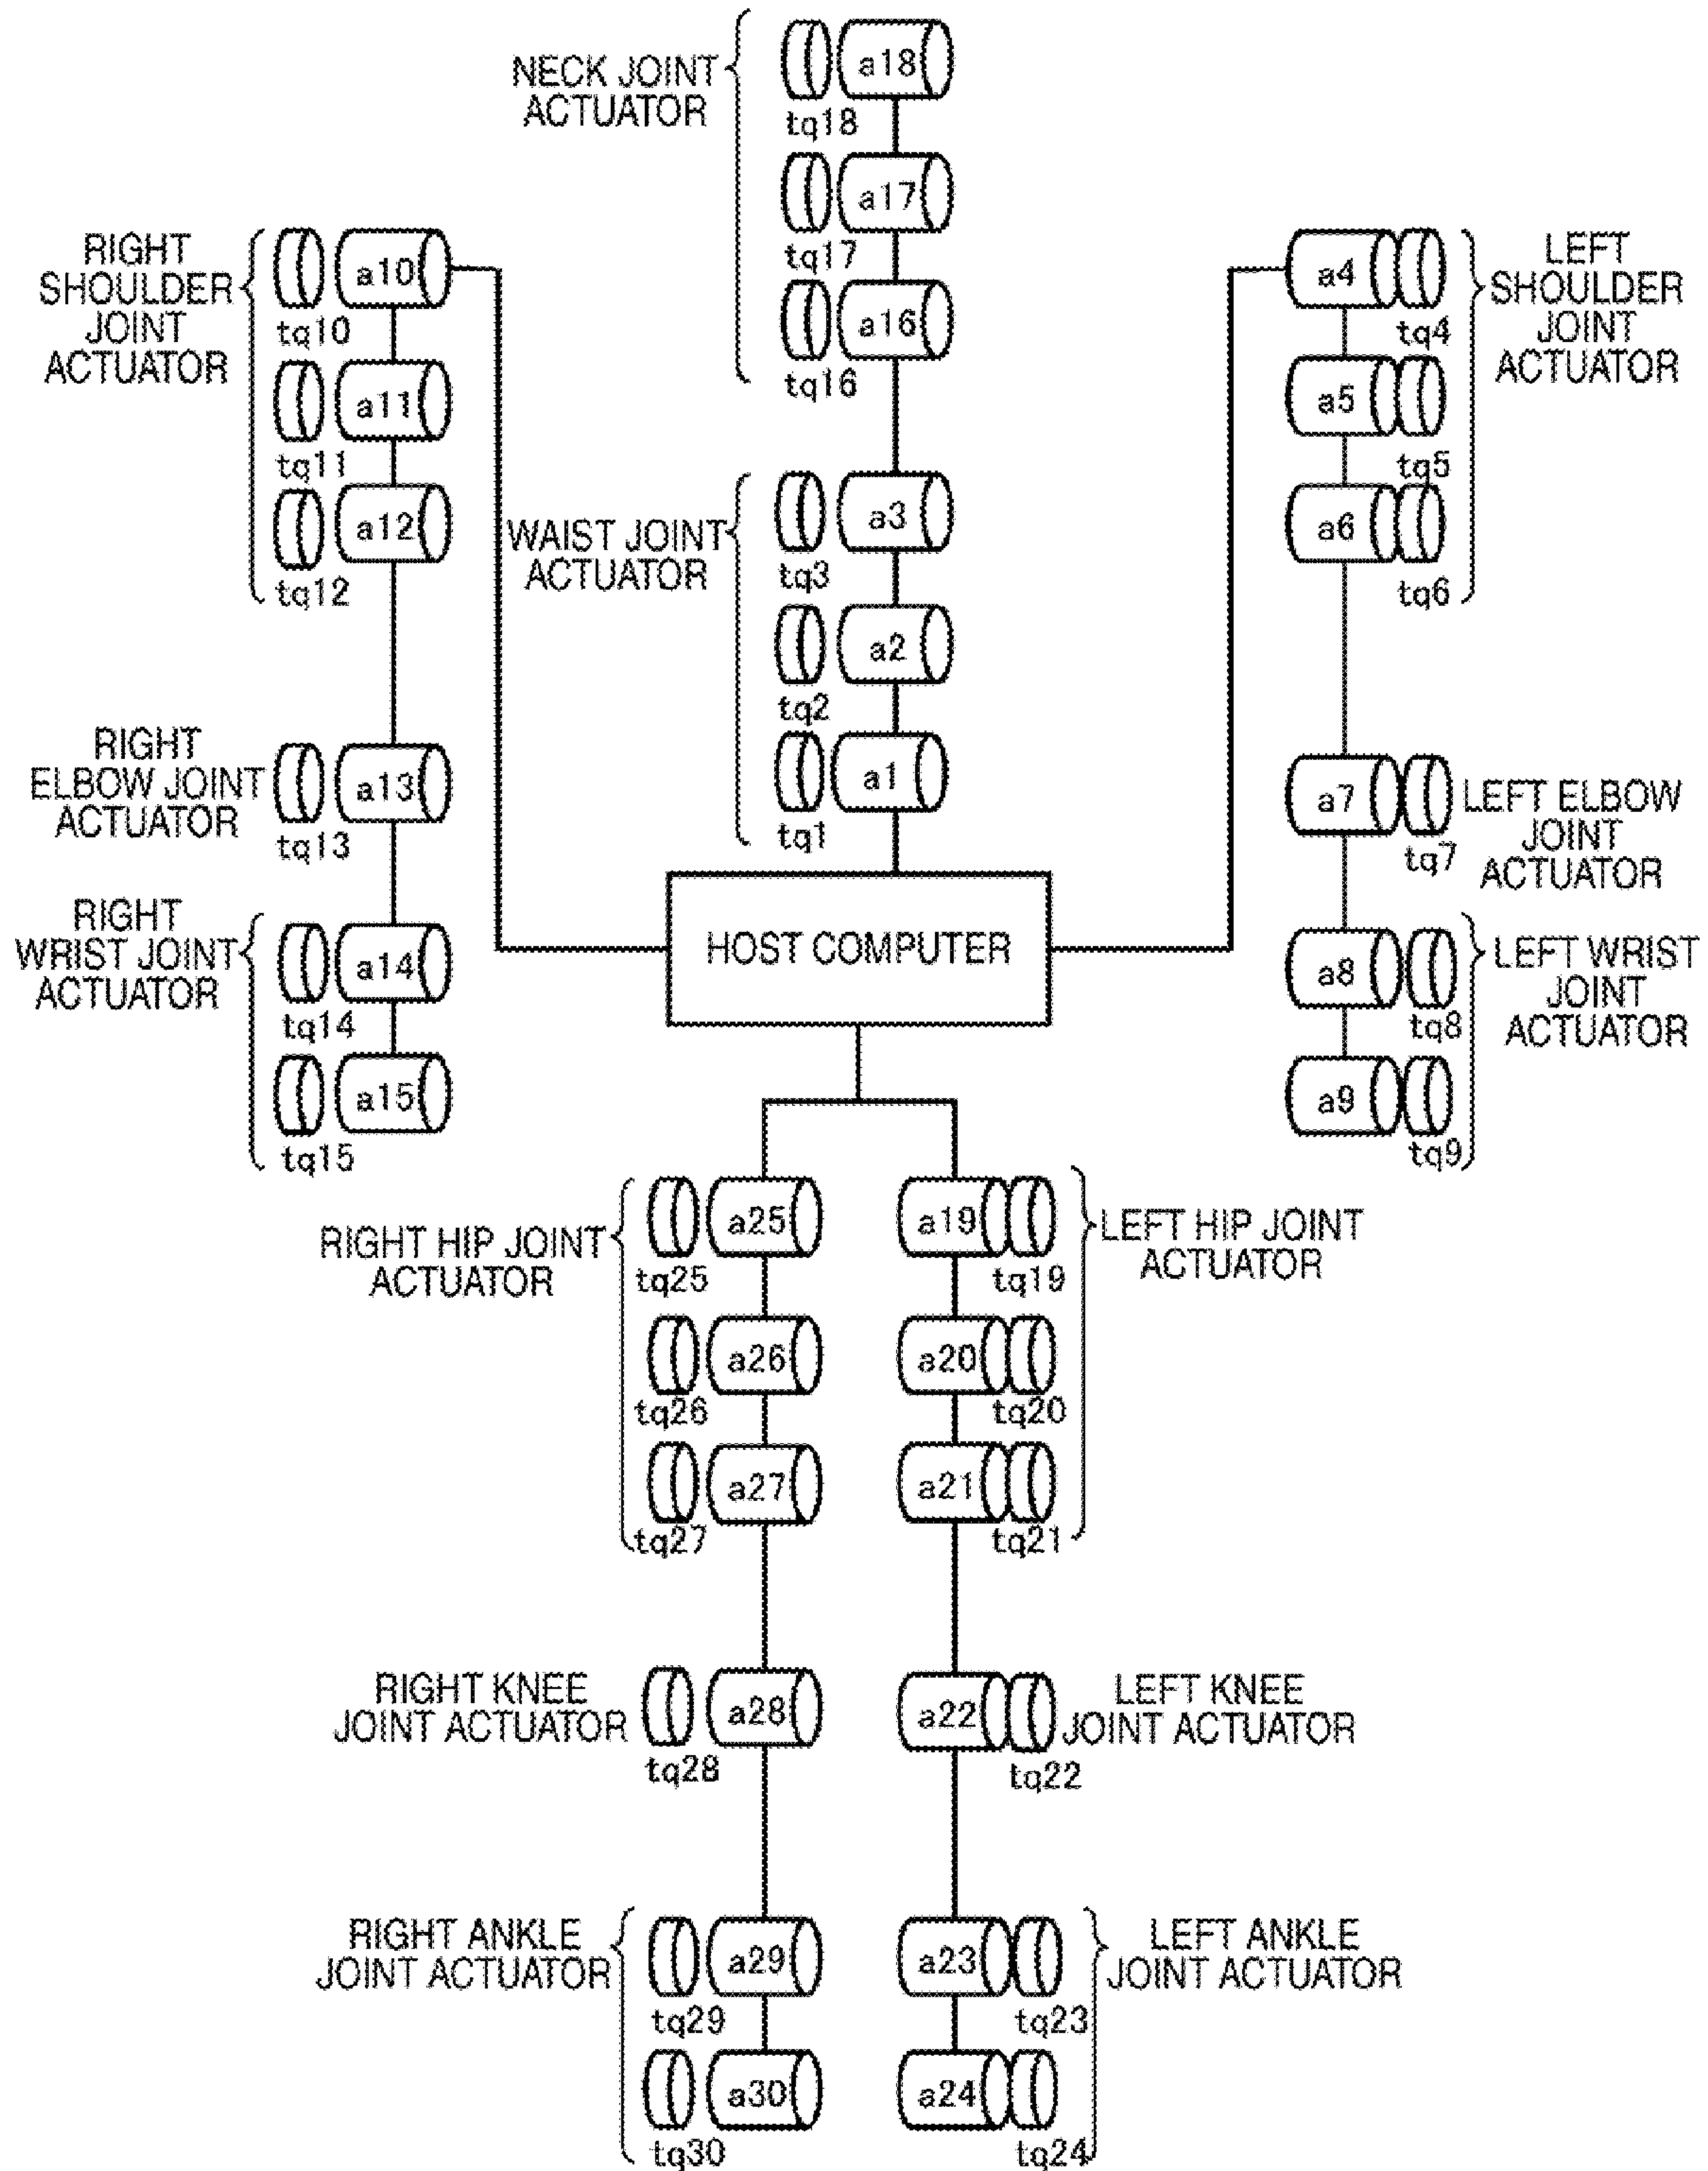 NECK JOINT
ACTUATOR
a18
tq18
a17
tq17
a16
tq16
RIGHT
SHOULDER
JOINT
ACTUATOR
a10
tq10
a11
tq11
a12
tq12
LEFT
SHOULDER
JOINT
ACTUATOR
a4
tq4
a5
tq5
a6
tq6
WAIST JOINT
ACTUATOR
a3
tq3
a2
tq2
a1
tq1
RIGHT
ELBOW JOINT
ACTUATOR
a13
tq13
LEFT ELBOW
JOINT
ACTUATOR
a7
tq7
RIGHT
WRIST JOINT
ACTUATOR
a14
tq14
a15
tq15
HOST COMPUTER
LEFT WRIST
JOINT
ACTUATOR
a8
tq8
a9
tq9
RIGHT HIP JOINT
ACTUATOR
a25
tq25
a26
tq26
a27
tq27
LEFT HIP JOINT
ACTUATOR
a19
tq19
a20
tq20
a21
tq21
RIGHT KNEE
JOINT ACTUATOR
a28
tq28
LEFT KNEE
JOINT ACTUATOR
a22
tq22
RIGHT ANKLE
JOINT ACTUATOR
a29
tq29
a30
tq30
LEFT ANKLE
JOINT ACTUATOR
a23
tq23
a24
tq24